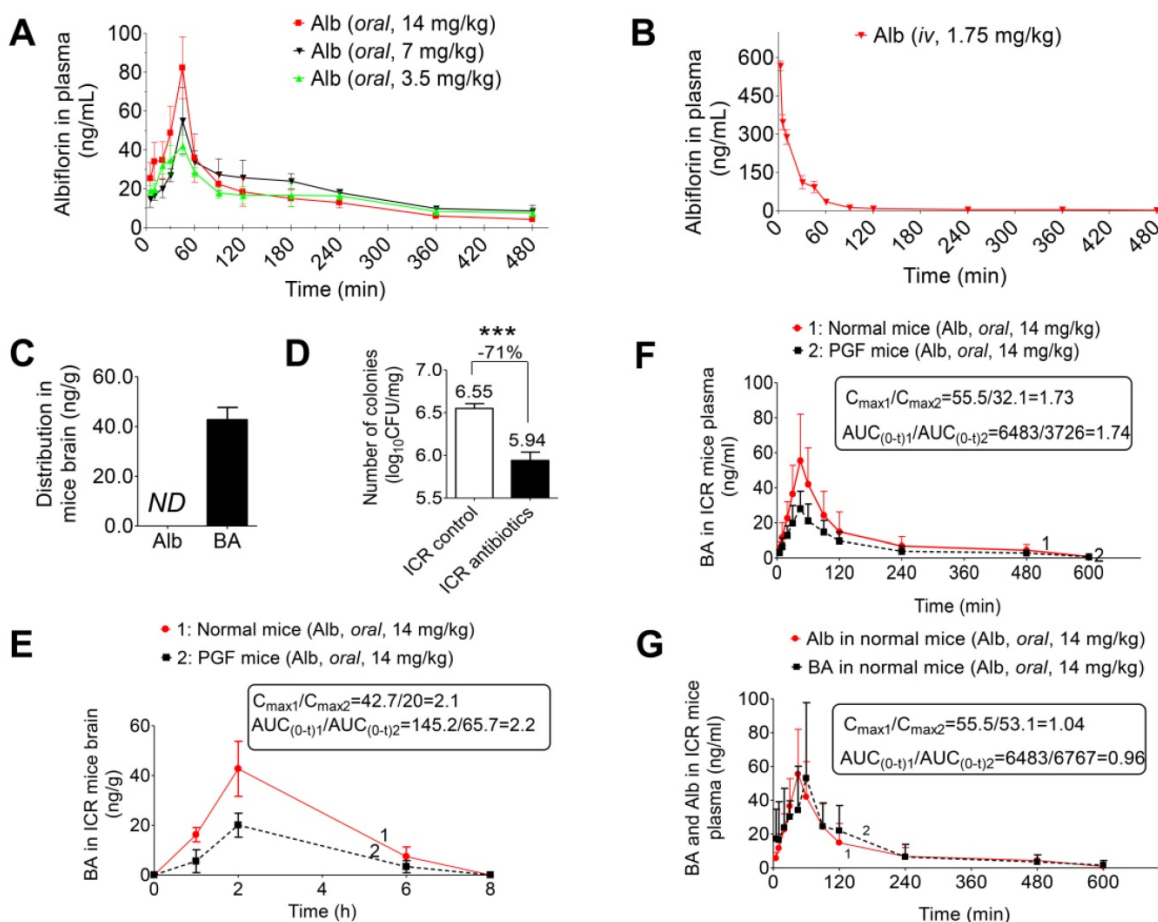 A
Alb (oral, 14 mg/kg)
Alb (oral, 7 mg/kg)
Alb (oral, 3.5 mg/kg)
Albiflorin in plasma
(ng/mL)
100
80
60
40
20
0
0 60 120 180 240 300 360 420 480
Time (min)
B
Alb (iv, 1.75 mg/kg)
Albiflorin in plasma
(ng/mL)
600
450
300
150
0
0 60 120 180 240 300 360 420 480
Time (min)
C
Distribution in
mice brain (ng/g)
60.0
40.0
20.0
0.0
ND
Alb BA
D
***
-71%
Number of colonies
(log10CFU/mg)
7.0
6.5
6.0
5.5
6.55
5.94
ICR control
ICR antibiotics
F
1: Normal mice (Alb, oral, 14 mg/kg)
2: PGF mice (Alb, oral, 14 mg/kg)
Cmax1/Cmax2=55.5/32.1=1.73
AUC(0-t)1/AUC(0-t)2=6483/3726=1.74
BA in ICR mice plasma
(ng/ml)
100
80
60
40
20
0
1
2
0 120 240 360 480 600
Time (min)
E
1: Normal mice (Alb, oral, 14 mg/kg)
2: PGF mice (Alb, oral, 14 mg/kg)
Cmax1/Cmax2=42.7/20=2.1
AUC(0-t)1/AUC(0-t)2=145.2/65.7=2.2
BA in ICR mice brain
(ng/g)
60
40
20
0
1
2
0 2 4 6 8
Time (h)
G
Alb in normal mice (Alb, oral, 14 mg/kg)
BA in normal mice (Alb, oral, 14 mg/kg)
Cmax1/Cmax2=55.5/53.1=1.04
AUC(0-t)1/AUC(0-t)2=6483/6767=0.96
BA and Alb in ICR mice
plasma (ng/ml)
100
80
60
40
20
0
2
1
0 120 240 360 480 600
Time (min)